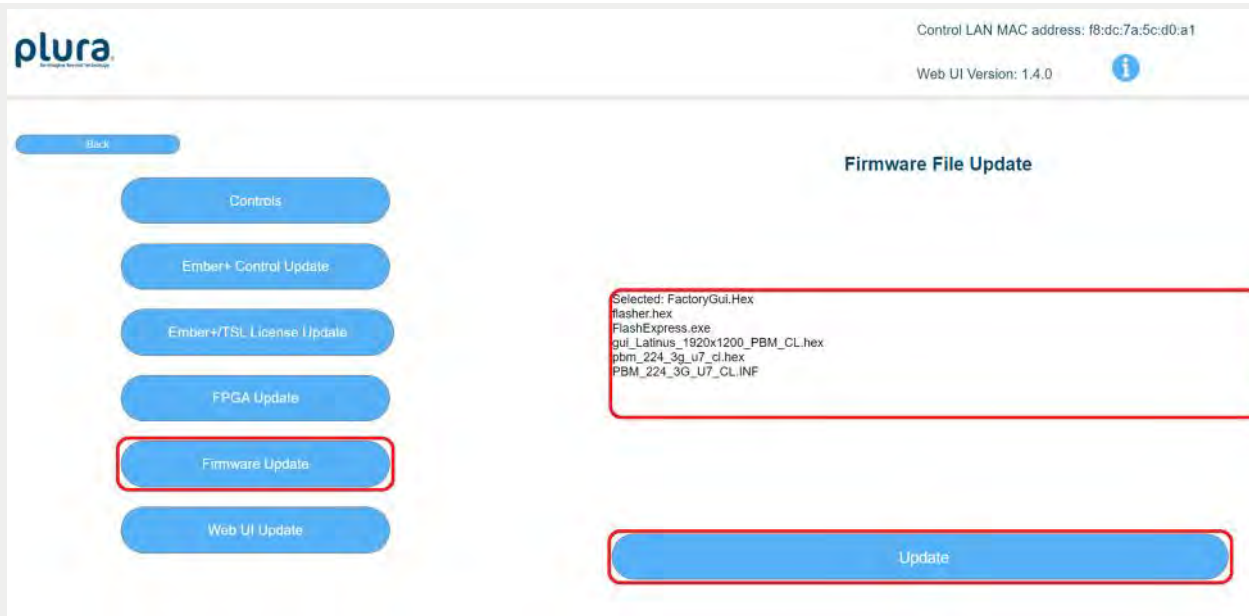 plura
Control LAN MAC address: f8:dc:7a:5c:d0:a1
Web UI Version: 1.4.0
i
Back
Firmware File Update
Controls
Ember+ Control Update
Ember+/TSL License Update
FPGA Update
Firmware Update
Web UI Update
Selected: FactoryGui.Hex
flasher.hex
FlashExpress.exe
gui_Latinus_1920x1200_PBM_CL.hex
pbm_224_3g_u7_cl.hex
PBM_224_3G_U7_CL.INF
Update